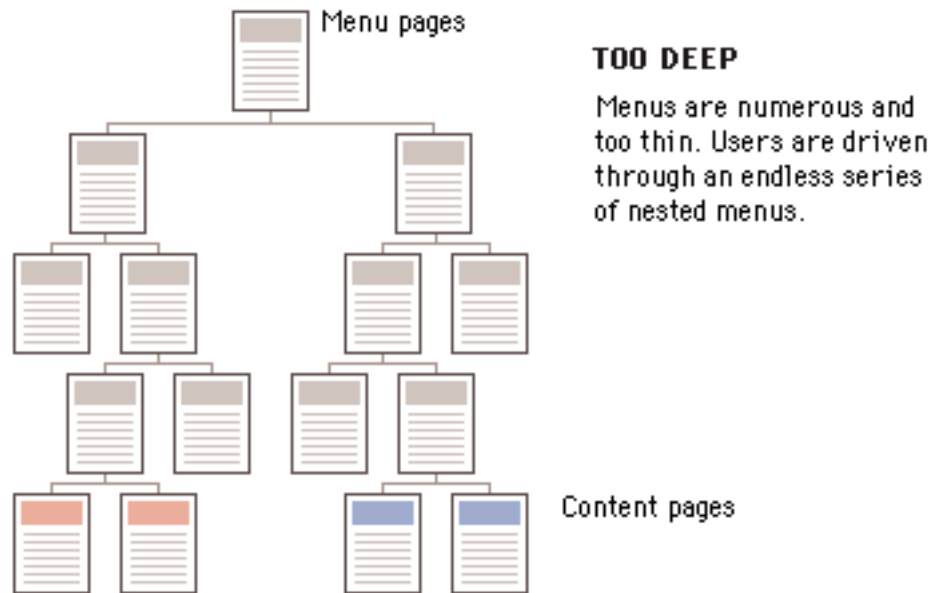 Menu pages
TOO DEEP
Menus are numerous and
too thin. Users are driven
through an endless series
of nested menus.
Content pages